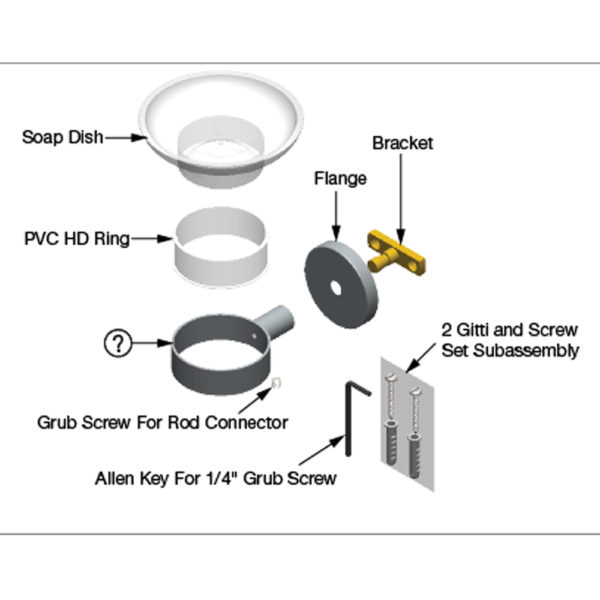 Soap Dish
Bracket
Flange
PVC HD Ring
?
2 Gitti and Screw
Set Subassembly
Grub Screw For Rod Connector
Allen Key For 1/4" Grub Screw